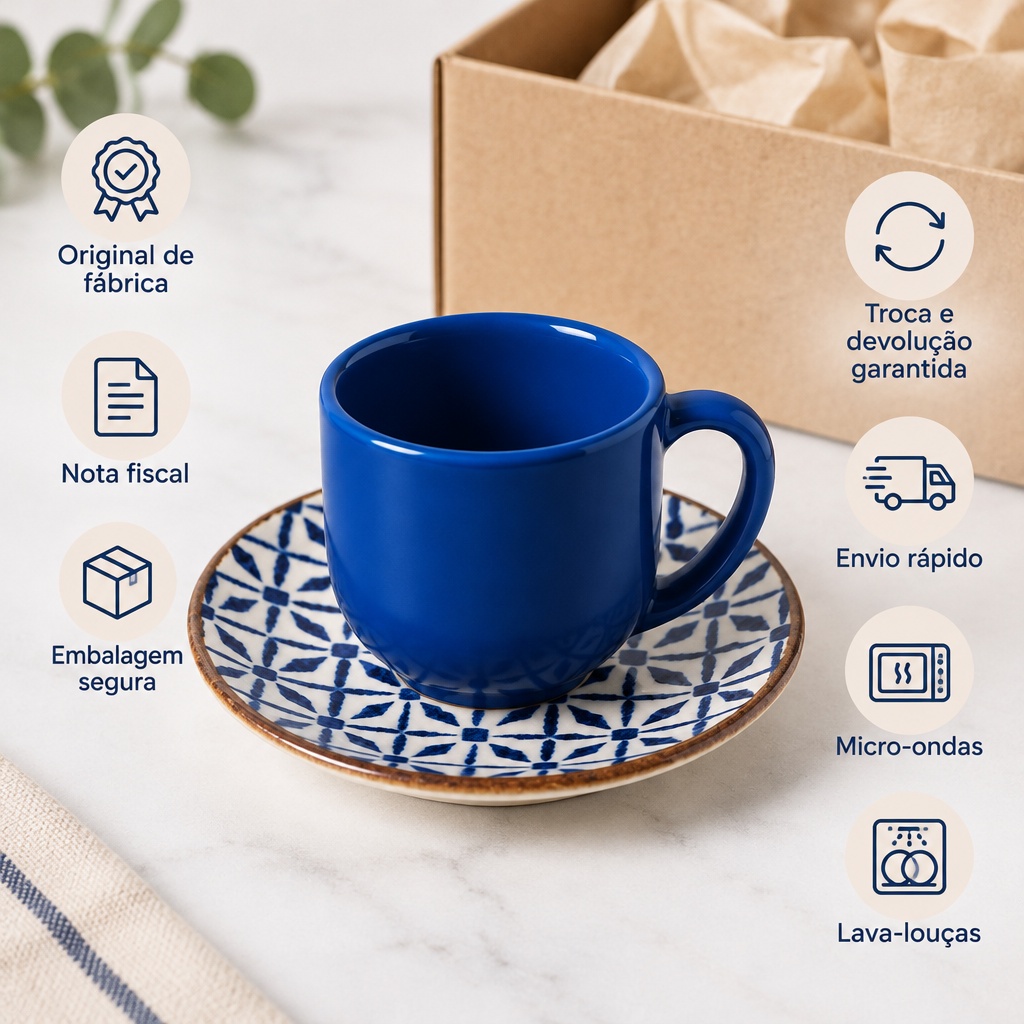 Original de
fábrica
Nota fiscal
Embalagem
segura
Troca e
devolução
garantida
Envio rápido
Micro-ondas
Lava-louças